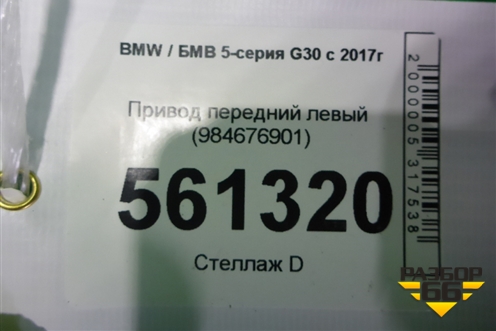 BMW / БМВ 5-серия G30 с 2017г
Привод передний левый
(984676901)
561320
Стеллаж D
2000005317538
РАЗБОР
66